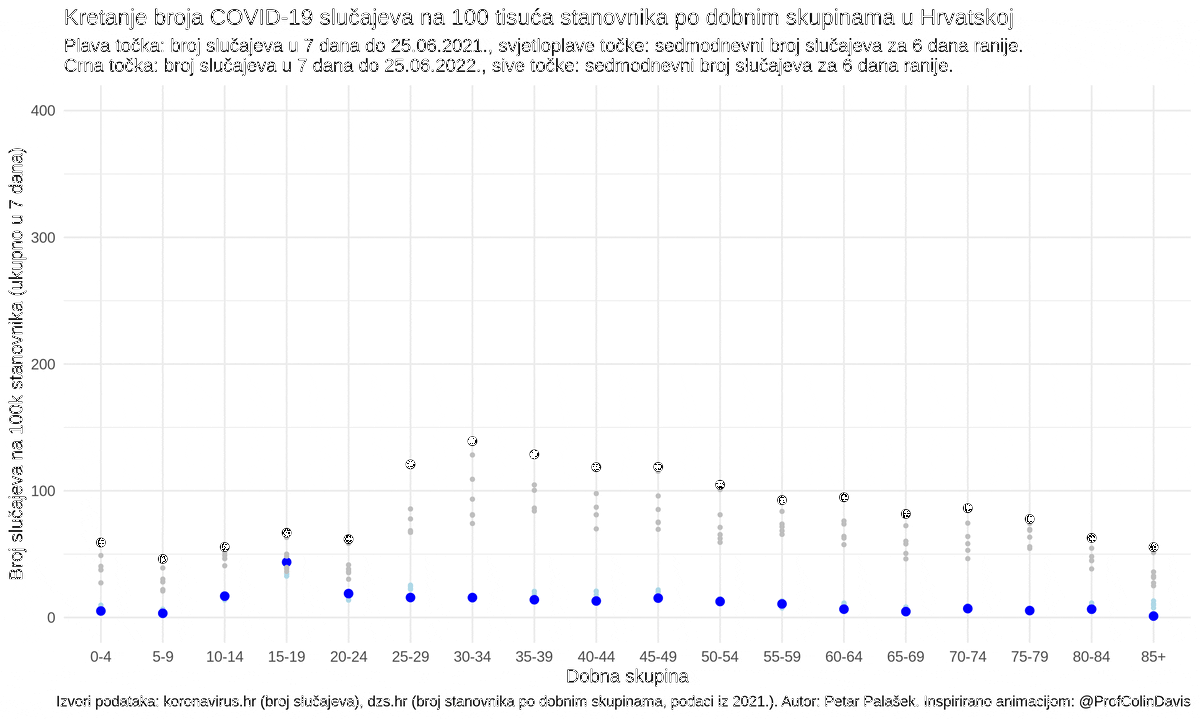 Kretanje broja COVID-19 slučajeva na 100 tisuća stanovnika po dobnim skupinama u Hrvatskoj
Plava točka: broj slučajeva u 7 dana do 25.06.2021., svjetloplave točke: sedmodnevni broj slučajeva za 6 dana ranije.
Crna točka: broj slučajeva u 7 dana do 25.06.2022., sive točke: sedmodnevni broj slučajeva za 6 dana ranije.
Broj slučajeva na 100k stanovnika (ukupno u 7 dana)
400
300
200
100
0
0-4 5-9 10-14 15-19 20-24 25-29 30-34 35-39 40-44 45-49 50-54 55-59 60-64 65-69 70-74 75-79 80-84 85+
Dobna skupina
Izvori podataka: koronavirus.hr (broj slučajeva), dzs.hr (broj stanovnika po dobnim skupinama, podaci iz 2021.). Autor: Petar Palašek. Inspirirano animacijom: @ProfColinDavis